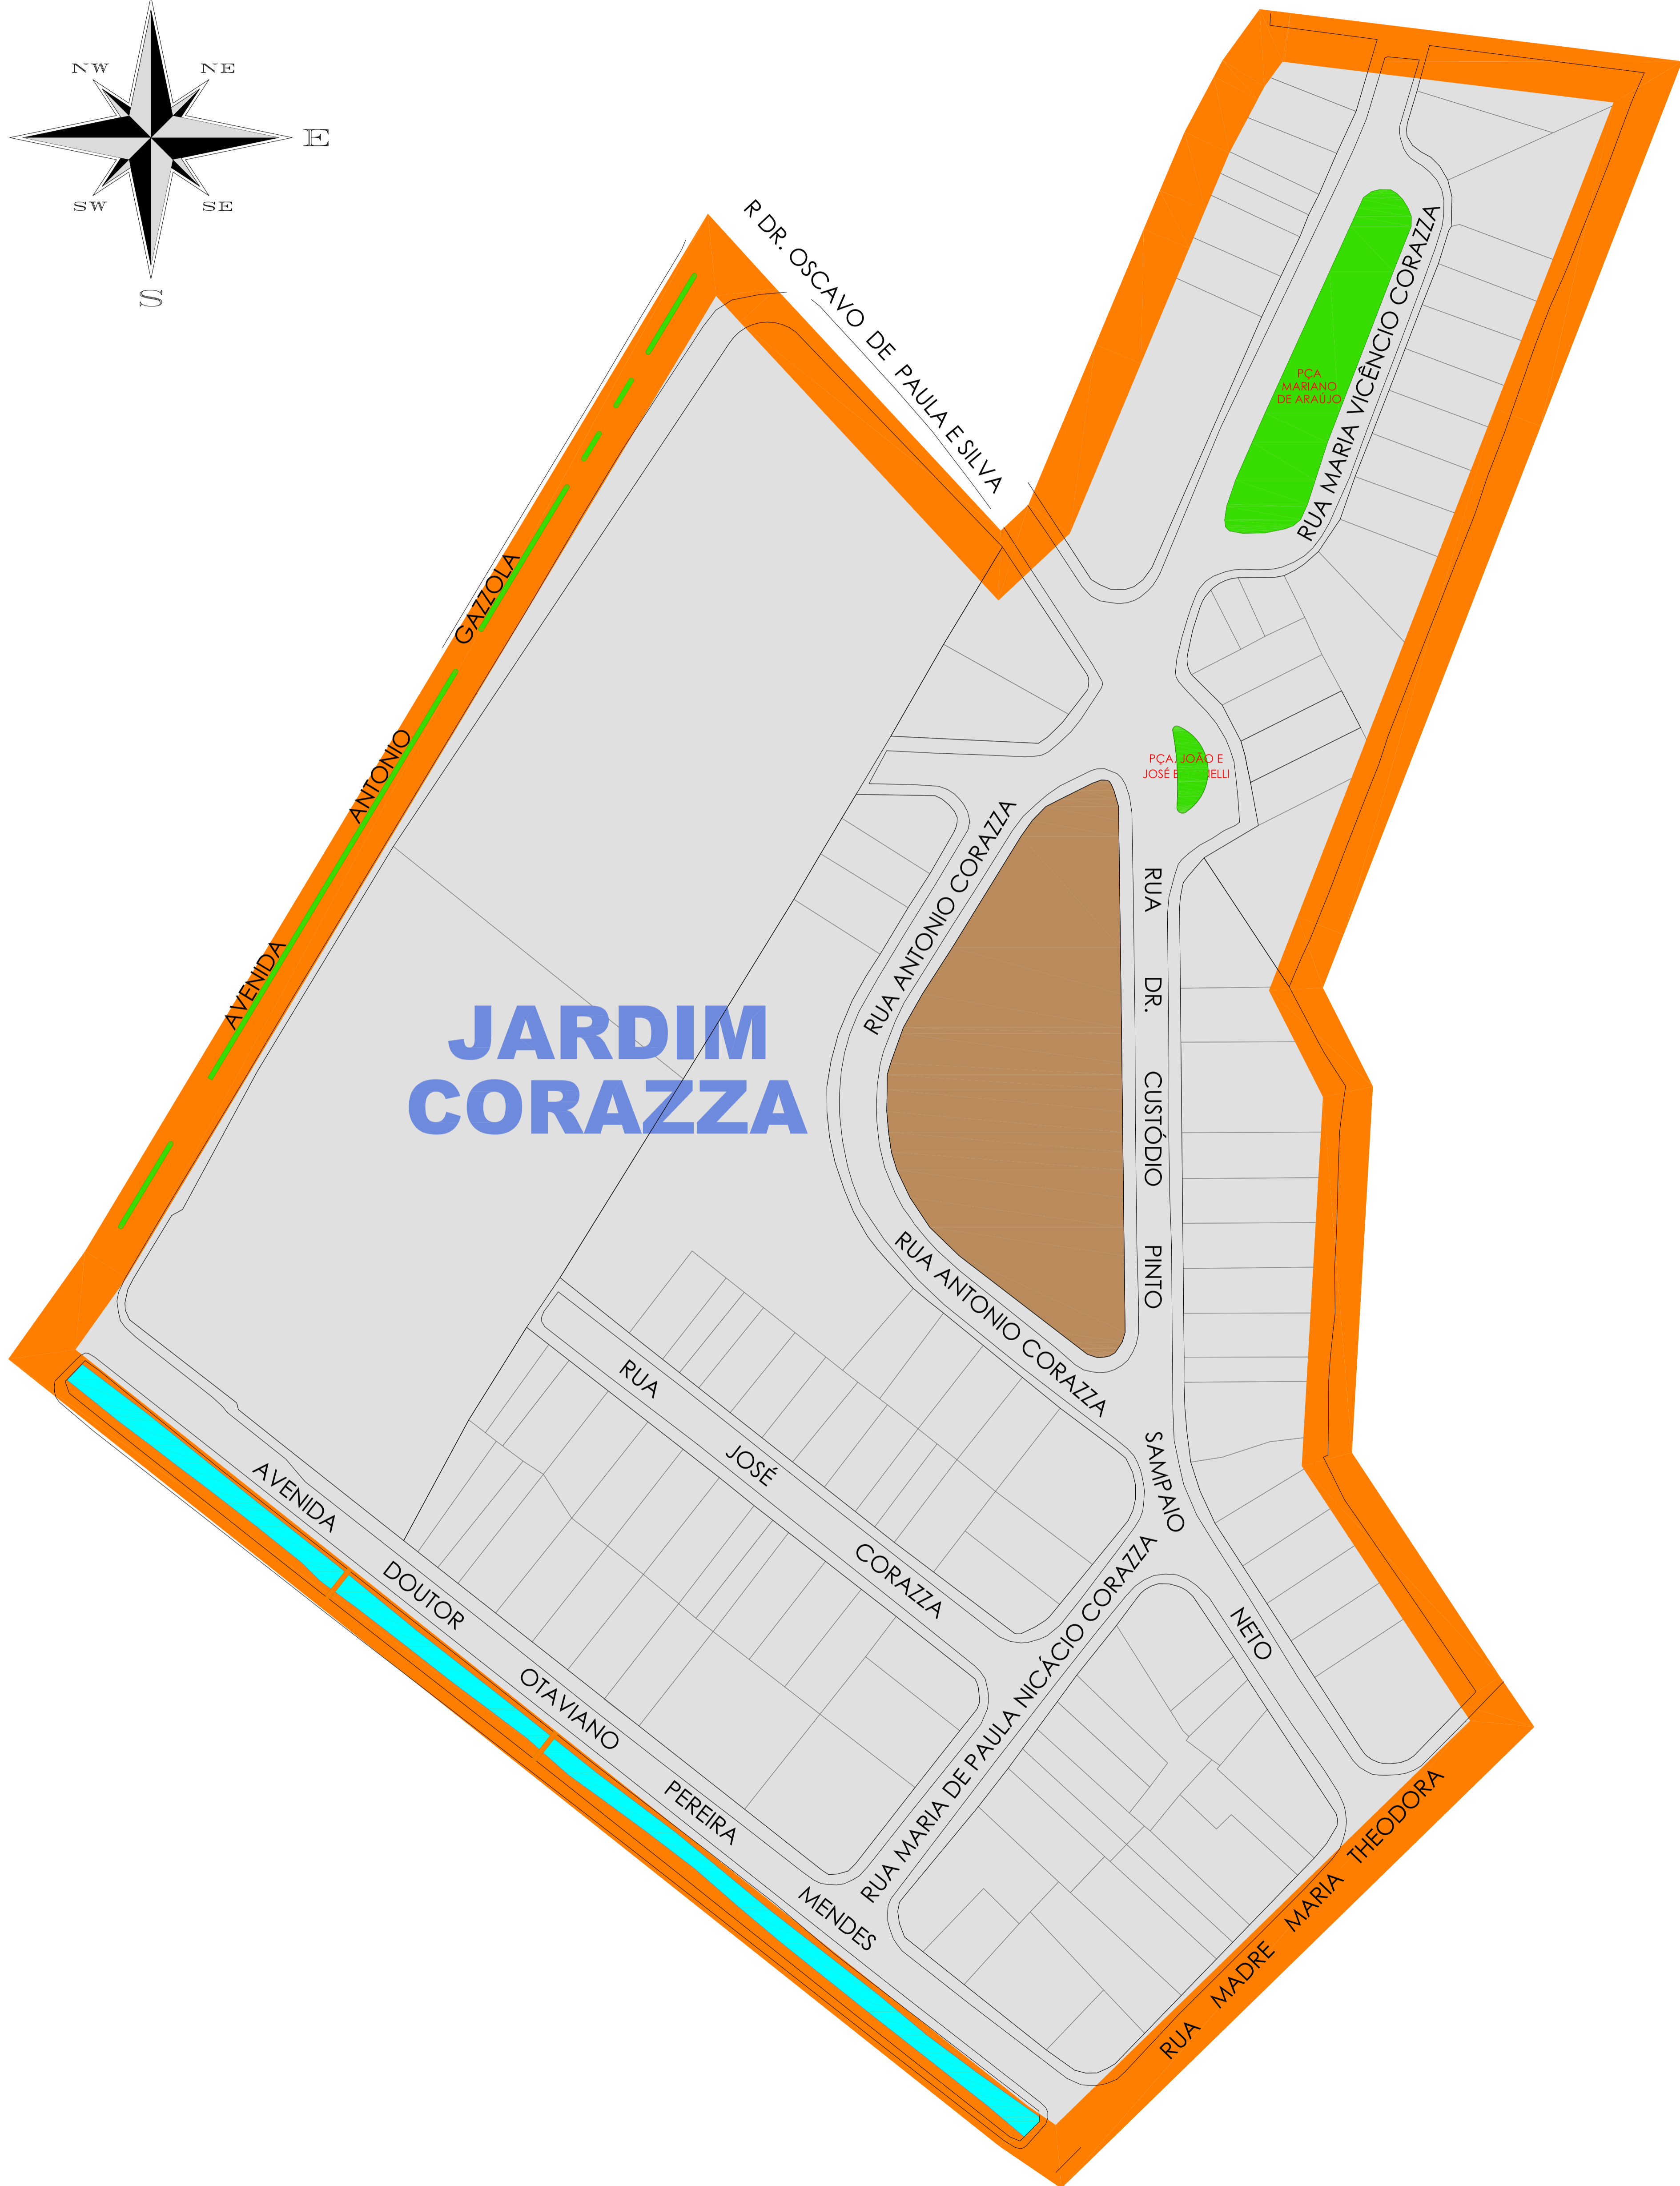 NW
NE
E
SW
SE
S
R DR. OSCAVO DE PAULA E SILVA
RUA MARIA VICÊNCIO CORAZZA
PÇA
MARIANO
DE ARAÚJO
AVENIDA ANTONIO GAZZOLA
PÇA. JOÃO E
JOSÉ
RUA ANTONIO CORAZZA
RUA DR. CUSTÓDIO PINTO SAMPAIO NETO
JARDIM
CORAZZA
RUA ANTONIO CORAZZA
RUA JOSÉ CORAZZA
AVENIDA DOUTOR OTAVIANO PEREIRA MENDES
RUA MARIA DE PAULA NICÁCIO CORAZZA
RUA MADRE MARIA THEODORA